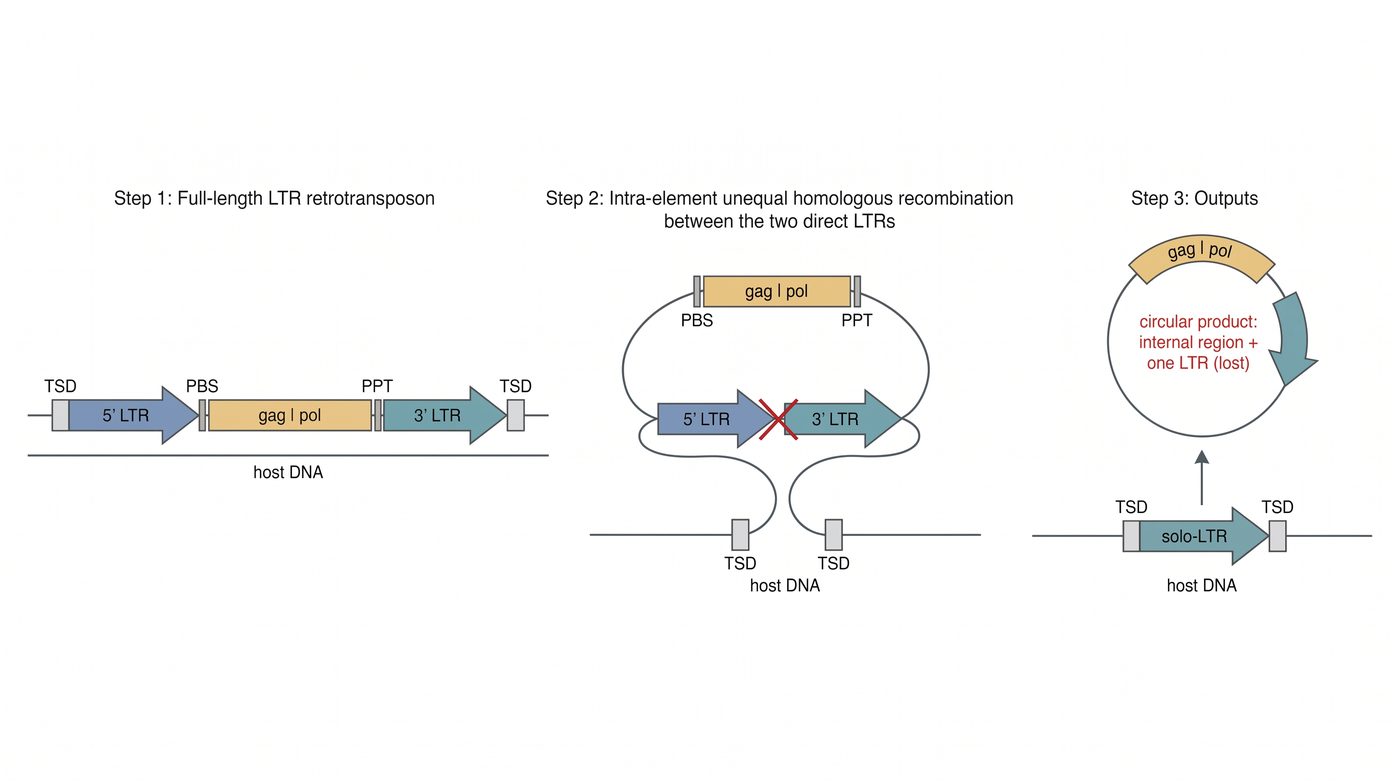 Step 1: Full-length LTR retrotransposon
TSD
PBS
PPT
TSD
5' LTR
gag | pol
3' LTR
host DNA
Step 2: Intra-element unequal homologous recombination
between the two direct LTRs
gag | pol
PBS
PPT
5' LTR
3' LTR
TSD
TSD
host DNA
Step 3: Outputs
gag | pol
circular product:
internal region +
one LTR (lost)
TSD
TSD
solo-LTR
host DNA